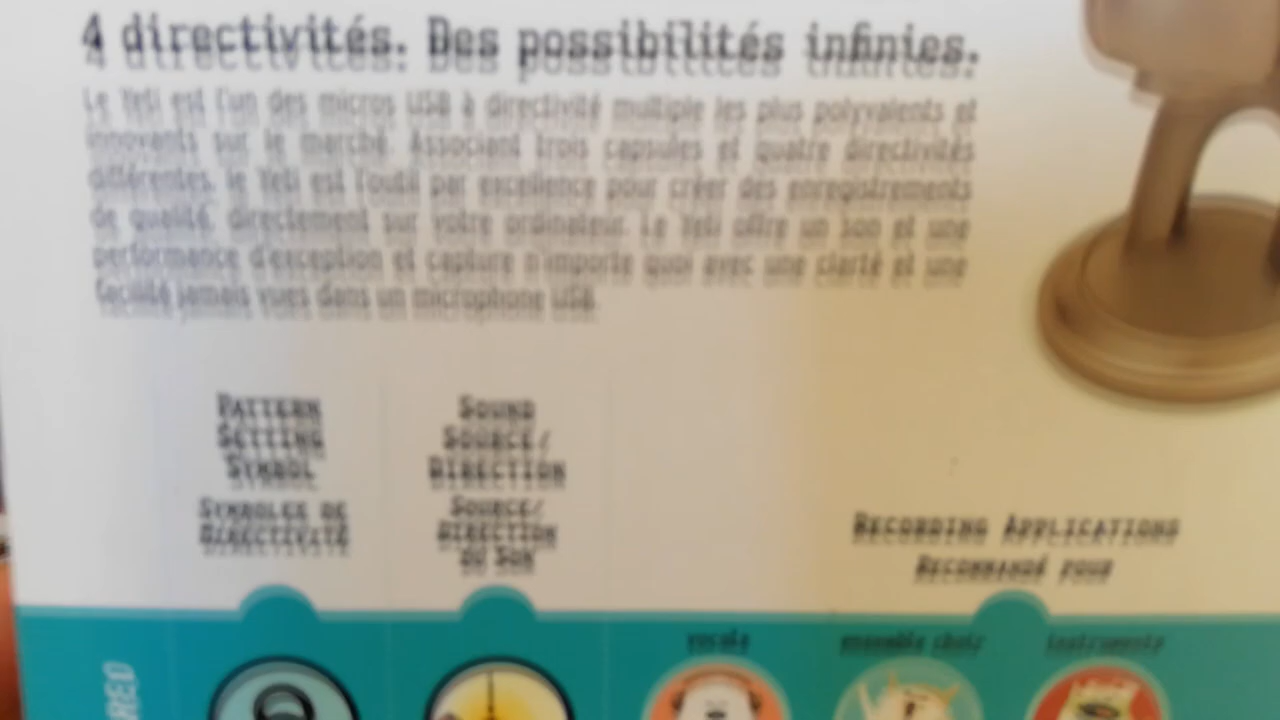 4 directivités. Des possibilités infinies.
Le Yeti est l'un des micros USB à directivité multiple les plus polyvalents et
innovants sur le marché. Associant trois capsules et quatre directivités
différentes, le Yeti est l'outil par excellence pour créer des enregistrements
de qualité, directement sur votre ordinateur. Le Yeti offre un son et une
performance d'exception et capture n'importe quoi avec une clarté et une
facilité jamais vues dans un microphone USB.
PATTERN
SETTING
SYMBOL
SYMBOLES DE
DIRECTIVITÉ
SOUND
SOURCE/
DIRECTION
SOURCE/
DIRECTION
DU SON
RECORDING APPLICATIONS
RECOMMANDÉ POUR
vocals
ensemble choir
instruments